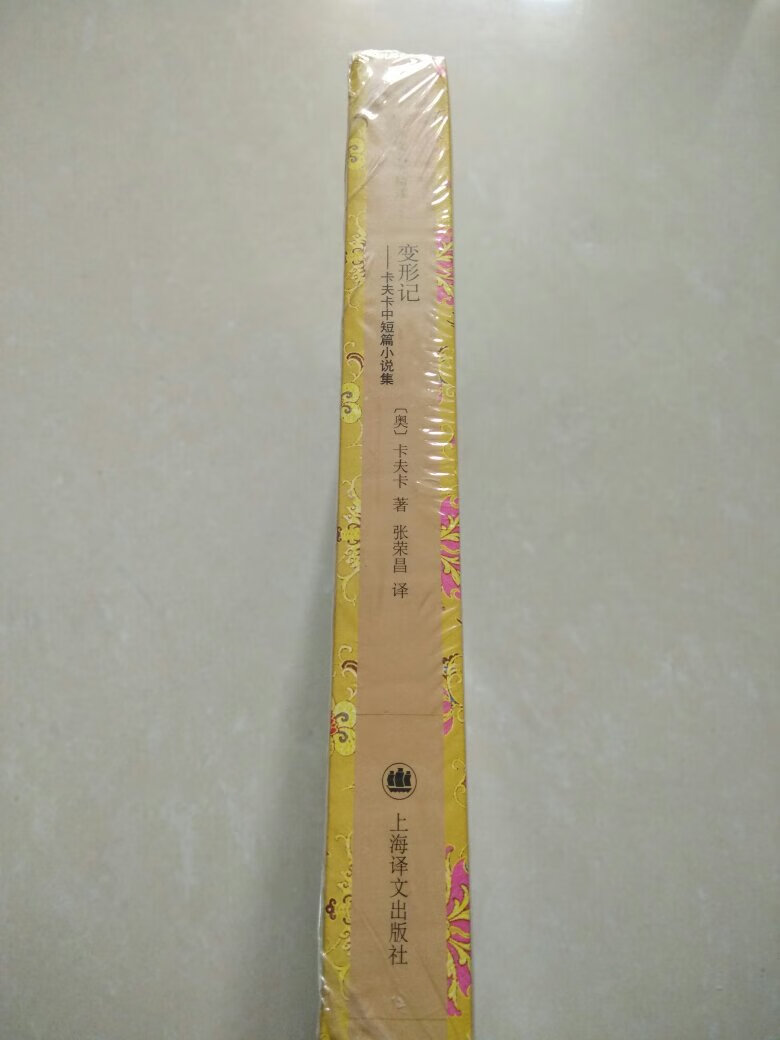 变形记
——卡夫卡中短篇小说集
〔奥〕卡夫卡 著
张荣昌 译
上海译文出版社